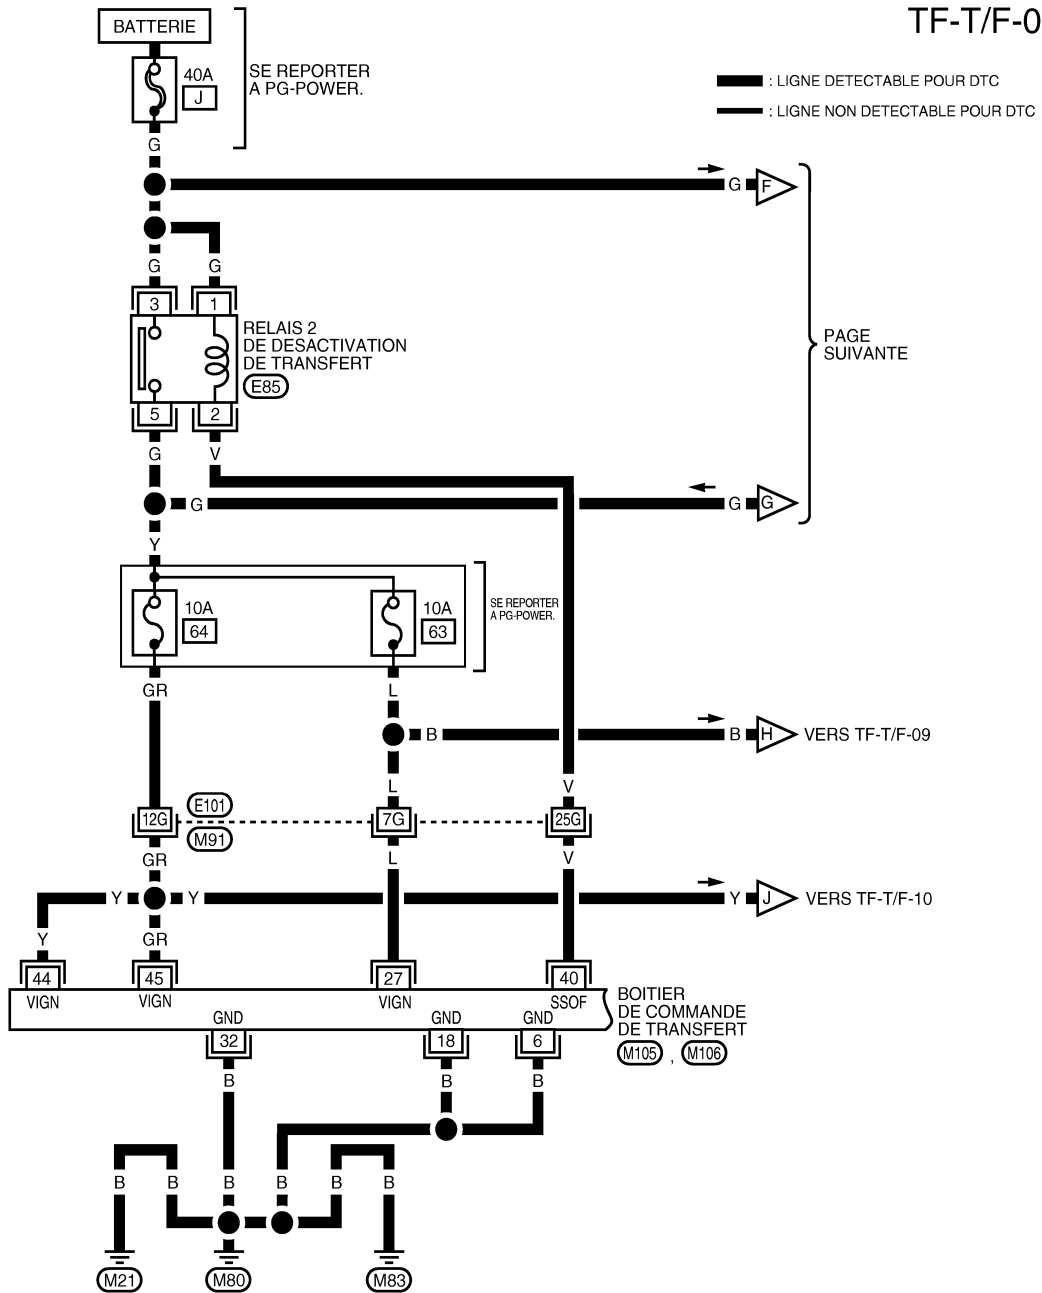 TF-T/F-0
BATTERIE
40A
J
SE REPORTER
A PG-POWER.
: LIGNE DETECTABLE POUR DTC
: LIGNE NON DETECTABLE POUR DTC
G
G
F
G
G
3
1
RELAIS 2
DE DESACTIVATION
DE TRANSFERT
E85
PAGE
SUIVANTE
5
2
G
V
G
G
G
Y
10A
64
10A
63
SE REPORTER
A PG-POWER.
GR
L
B
B
H
VERS TF-T/F-09
L
V
12G
E101
M91
7G
25G
GR
L
V
Y
Y
Y
J
VERS TF-T/F-10
Y
GR
44
45
27
40
VIGN
VIGN
VIGN
SSOF
BOITIER
DE COMMANDE
DE TRANSFERT
M105 , M106
GND
GND
GND
32
18
6
B
B
B
B
B
B
B
B
M21
M80
M83